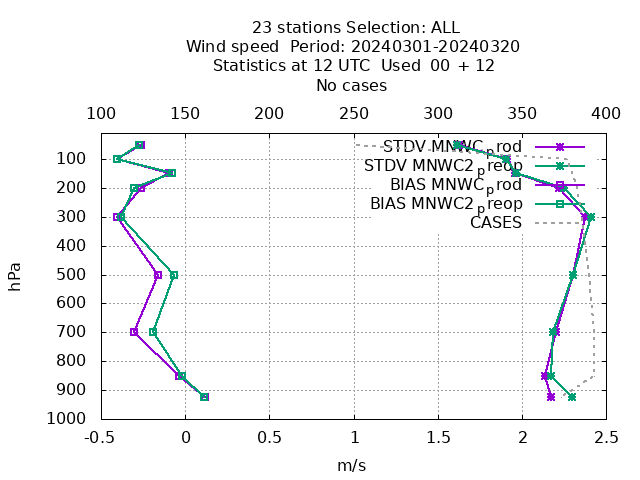 23 stations Selection: ALL
Wind speed  Period: 20240301-20240320
Statistics at 12 UTC  Used  00 + 12
No cases
100 150 200 250 300 350 400
STDV MNWC_prod
STDV MNWC2_preop
BIAS MNWC_prod
BIAS MNWC2_preop
CASES
100
200
300
400
500
600
700
800
900
1000
hPa
-0.5 0 0.5 1 1.5 2 2.5
m/s